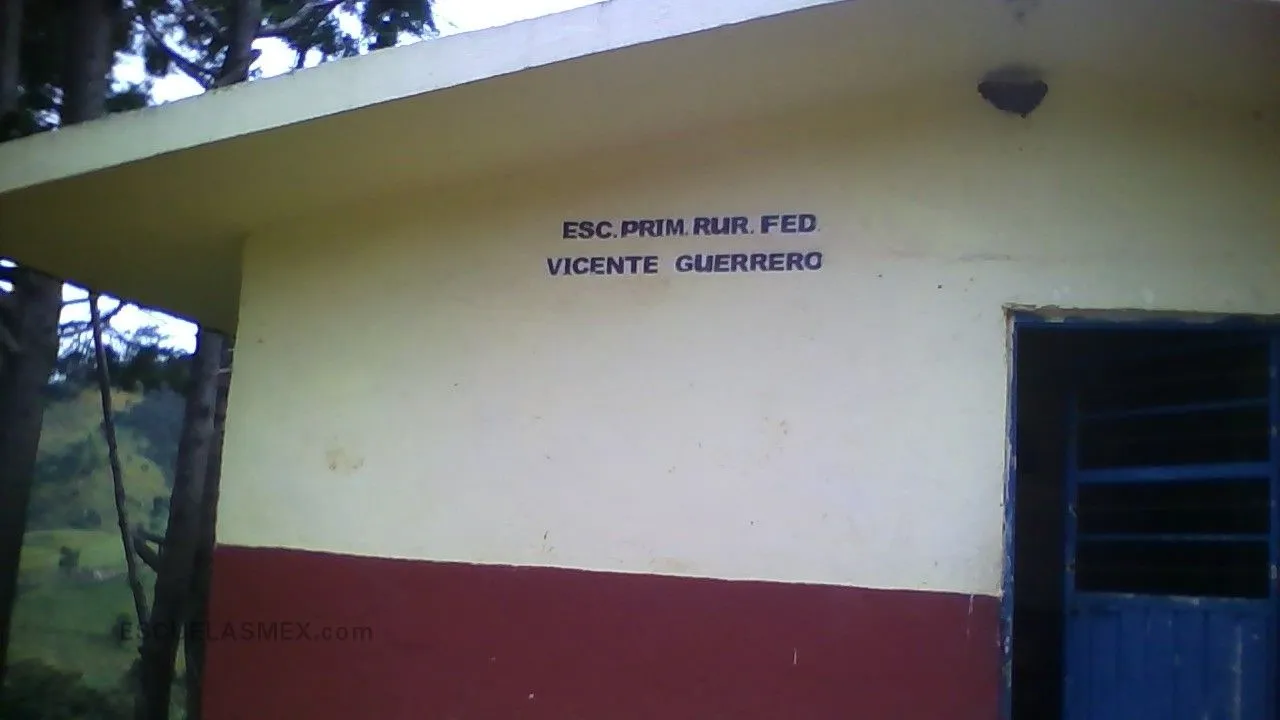 ESC. PRIM. RUR. FED.
VICENTE GUERRERO
ESCUELASMEX.com